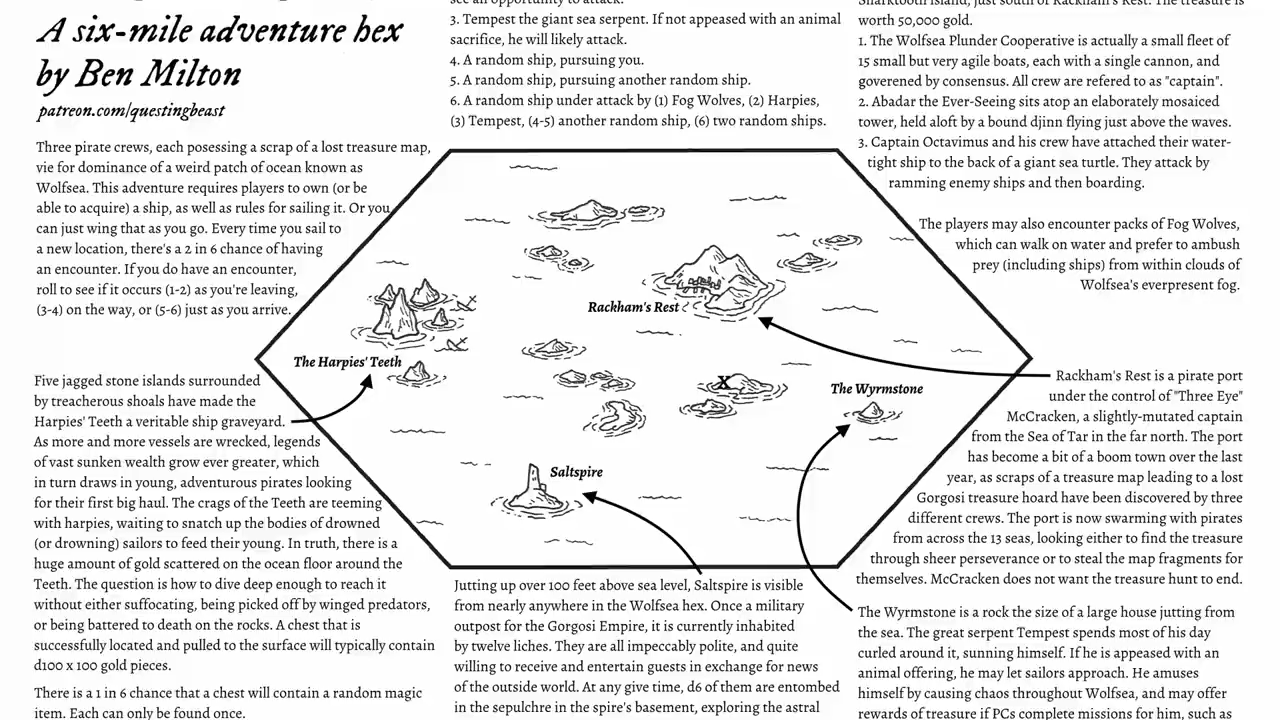 A six-mile adventure hex
by Ben Milton
patreon.com/questingbeast
Three pirate crews, each posessing a scrap of a lost treasure map,
vie for dominance of a weird patch of ocean known as
Wolfsea. This adventure requires players to own (or be
able to acquire) a ship, as well as rules for sailing it. Or you
can just wing that as you go. Every time you sail to
a new location, there's a 2 in 6 chance of having
an encounter. If you do have an encounter,
roll to see if it occurs (1-2) as you're leaving,
(3-4) on the way, or (5-6) just as you arrive.
Five jagged stone islands surrounded
by treacherous shoals have made the
Harpies' Teeth a veritable ship graveyard.
As more and more vessels are wrecked, legends
of vast sunken wealth grow ever greater, which
in turn draws in young, adventurous pirates looking
for their first big haul. The crags of the Teeth are teeming
with harpies, waiting to snatch up the bodies of drowned
(or drowning) sailors to feed their young. In truth, there is a
huge amount of gold scattered on the ocean floor around the
Teeth. The question is how to dive deep enough to reach it
without either suffocating, being picked off by winged predators,
or being battered to death on the rocks. A chest that is
successfully located and pulled to the surface will typically contain
d100 x 100 gold pieces.
There is a 1 in 6 chance that a chest will contain a random magic
item. Each can only be found once.
see an opportunity to attack.
3. Tempest the giant sea serpent. If not appeased with an animal
sacrifice, he will likely attack.
4. A random ship, pursuing you.
5. A random ship, pursuing another random ship.
6. A random ship under attack by (1) Fog Wolves, (2) Harpies,
(3) Tempest, (4-5) another random ship, (6) two random ships.
Rackham's Rest
The Harpies' Teeth
X
The Wyrmstone
Saltspire
Jutting up over 100 feet above sea level, Saltspire is visible
from nearly anywhere in the Wolfsea hex. Once a military
outpost for the Gorgosi Empire, it is currently inhabited
by twelve liches. They are all impeccably polite, and quite
willing to receive and entertain guests in exchange for news
of the outside world. At any give time, d6 of them are entombed
in the sepulchre in the spire's basement, exploring the astral
Sharktooth Island, just south of Rackham's Rest. The treasure is
worth 50,000 gold.
1. The Wolfsea Plunder Cooperative is actually a small fleet of
15 small but very agile boats, each with a single cannon, and
goverened by consensus. All crew are refered to as "captain".
2. Abadar the Ever-Seeing sits atop an elaborately mosaiced
tower, held aloft by a bound djinn flying just above the waves.
3. Captain Octavimus and his crew have attached their water-
tight ship to the back of a giant sea turtle. They attack by
ramming enemy ships and then boarding.
The players may also encounter packs of Fog Wolves,
which can walk on water and prefer to ambush
prey (including ships) from within clouds of
Wolfsea's everpresent fog.
Rackham's Rest is a pirate port
under the control of "Three Eye"
McCracken, a slightly-mutated captain
from the Sea of Tar in the far north. The port
has become a bit of a boom town over the last
year, as scraps of a treasure map leading to a lost
Gorgosi treasure hoard have been discovered by three
different crews. The port is now swarming with pirates
from across the 13 seas, looking either to find the treasure
through sheer perseverance or to steal the map fragments for
themselves. McCracken does not want the treasure hunt to end.
The Wyrmstone is a rock the size of a large house jutting from
the sea. The great serpent Tempest spends most of his day
curled around it, sunning himself. If he is appeased with an
animal offering, he may let sailors approach. He amuses
himself by causing chaos throughout Wolfsea, and may offer
rewards of treasure if PCs complete missions for him, such as